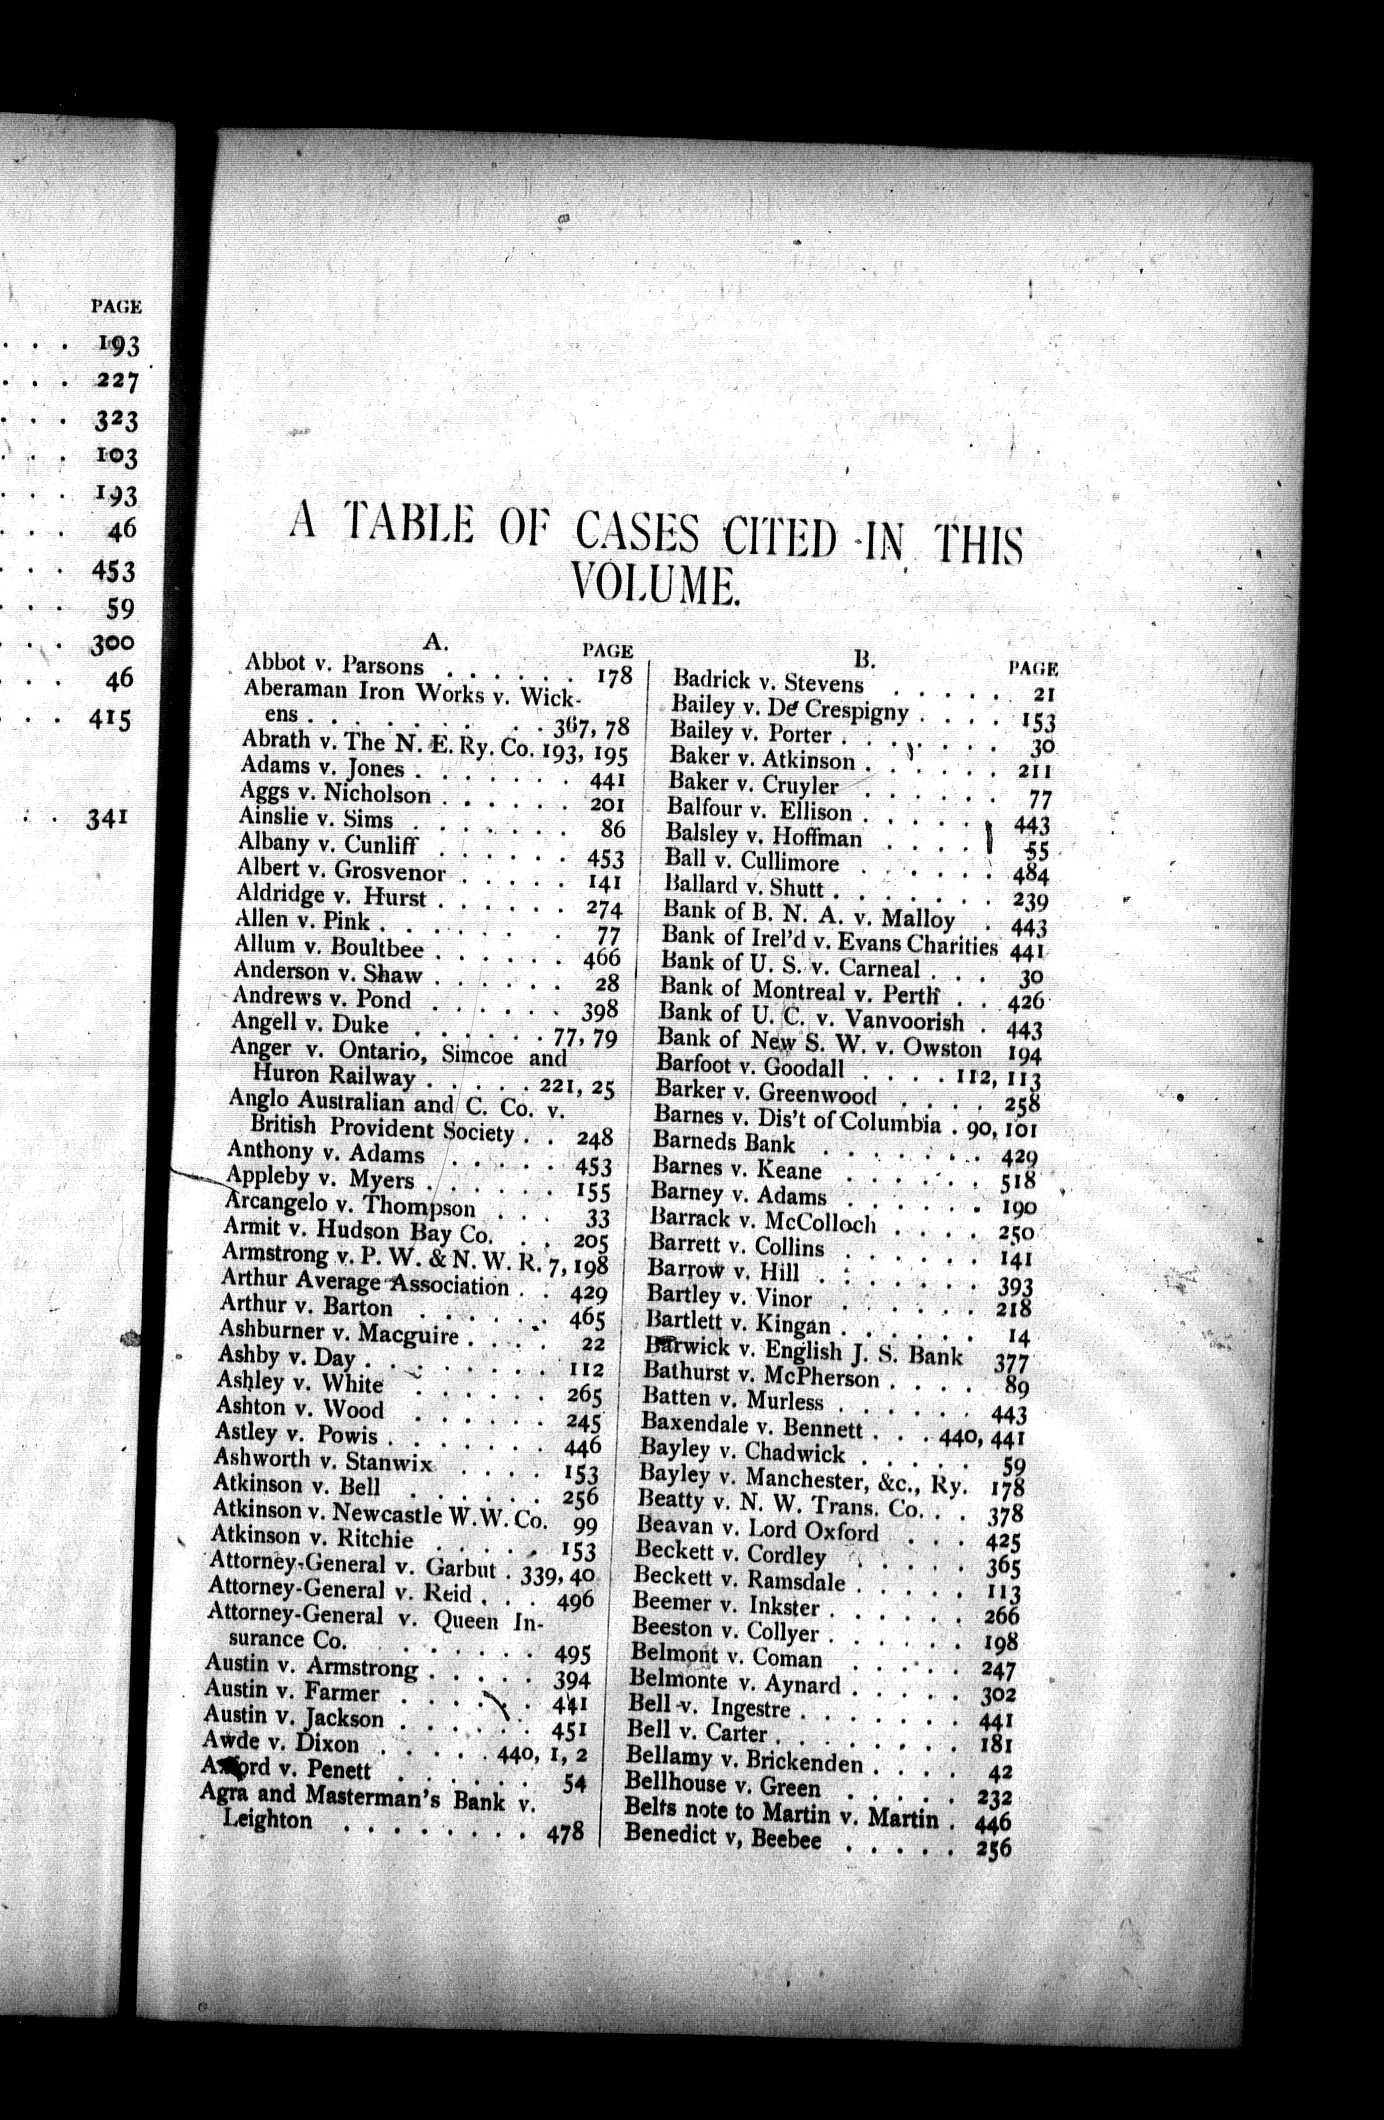 PAGE
. . . 193
. . . 227
. . . 323
. . . 103
. . . 193
. . . 46
. . . 453
. . 59
. . . 300
. . . 46
. . . 415
. . 341
A TABLE OF CASES CITED IN THIS
VOLUME.
A.
PAGE
Abbot v. Parsons . . . . . . 178
Aberaman Iron Works v. Wick-
ens . . . . . . . . . 367, 78
Abrath v. The N. E. Ry. Co. 193, 195
Adams v. Jones . . . . . . . 441
Aggs v. Nicholson . . . . . . 201
Ainslie v. Sims . . . . . . . 86
Albany v. Cunliff . . . . . . 453
Albert v. Grosvenor . . . . . 141
Aldridge v. Hurst . . . . . . 274
Allen v. Pink . . . . . . . . 77
Allum v. Boultbee . . . . . . 466
Anderson v. Shaw . . . . . . 28
Andrews v. Pond . . . . . . 398
Angell v. Duke . . . . . . 77, 79
Anger v. Ontario, Simcoe and
Huron Railway . . . . . 221, 25
Anglo Australian and C. Co. v.
British Provident Society . . 248
Anthony v. Adams . . . . . 453
Appleby v. Myers . . . . . . 155
Arcangelo v. Thompson . . . 33
Armit v. Hudson Bay Co. . . 205
Armstrong v. P. W. & N. W. R. 7, 198
Arthur Average Association . . 429
Arthur v. Barton . . . . . . 465
Ashburner v. Macguire . . . . 22
Ashby v. Day . . . . . . . . 112
Ashley v. White . . . . . . 265
Ashton v. Wood . . . . . . 245
Astley v. Powis . . . . . . . 446
Ashworth v. Stanwix . . . . 153
Atkinson v. Bell . . . . . . 256
Atkinson v. Newcastle W. W. Co. 99
Atkinson v. Ritchie . . . . . 153
Attorney-General v. Garbut . 339, 40
Attorney-General v. Reid . . . 496
Attorney-General v. Queen In-
surance Co. . . . . . . 495
Austin v. Armstrong . . . . . 394
Austin v. Farmer . . . . . . 441
Austin v. Jackson . . . . . . 451
Awde v. Dixon . . . . . 440, 1, 2
v. Penett . . . . . . 54
Agra and Masterman's Bank v.
Leighton . . . . . . . . 478
B.
PAGE
Badrick v. Stevens . . . . . 21
Bailey v. De Crespigny . . . . 153
Bailey v. Porter . . . . . . . 30
Baker v. Atkinson . . . . . . 211
Baker v. Cruyler . . . . . . 77
Balfour v. Ellison . . . . . 443
Balsley v. Hoffman . . . . 55
Ball v. Cullimore . . . . . . 484
Ballard v. Shutt . . . . . . . 239
Bank of B. N. A. v. Malloy . 443
Bank of Irel'd v. Evans Charities 441
Bank of U. S. v. Carneal . . . 30
Bank of Montreal v. Perth . . 426
Bank of U. C. v. Vanvoorish . 443
Bank of New S. W. v. Owston 194
Barfoot v. Goodall . . . . 112, 113
Barker v. Greenwood . . . . 258
Barnes v. Dis't of Columbia . 90, 101
Barneds Bank . . . . . . . 429
Barnes v. Keane . . . . . . 518
Barney v. Adams . . . . . . 190
Barrack v. McColloch . . . . 250
Barrett v. Collins . . . . . . 141
Barrow v. Hill . . . . . . . 393
Bartley v. Vinor . . . . . . 218
Bartlett v. Kingan . . . . . . 14
Barwick v. English J. S. Bank 377
Bathurst v. McPherson . . . . 89
Batten v. Murless . . . . . . 443
Baxendale v. Bennett . . . 440, 441
Bayley v. Chadwick . . . . . 59
Bayley v. Manchester, &c., Ry. 178
Beatty v. N. W. Trans. Co. . . 378
Beavan v. Lord Oxford . . . 425
Beckett v. Cordley . . . . . 365
Beckett v. Ramsdale . . . . . 113
Beemer v. Inkster . . . . . . 266
Beeston v. Collyer . . . . . . 198
Belmont v. Coman . . . . . 247
Belmonte v. Aynard . . . . . 302
Bell v. Ingestre . . . . . . . 441
Bell v. Carter . . . . . . . . 181
Bellamy v. Brickenden . . . . 42
Bellhouse v. Green . . . . . 232
Belts note to Martin v. Martin . 446
Benedict v, Beebee . . . . . 256